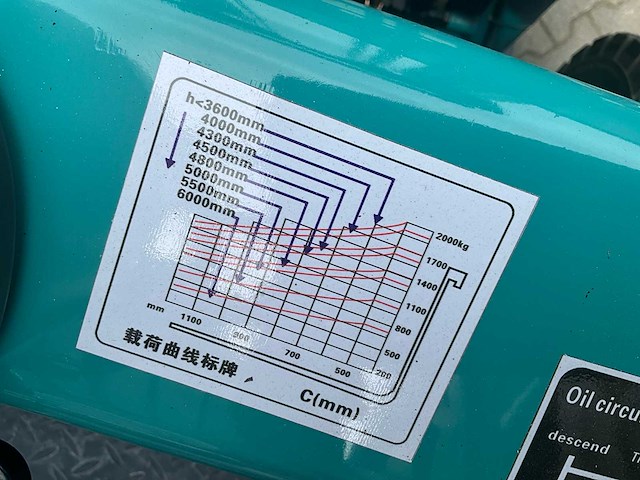 h<3600mm
4000mm
4300mm
4500mm
4800mm
5000mm
5500mm
6000mm
2000kg
1700
1400
1100
800
500
200
mm 1100 900 700 500
载荷曲线标牌
C(mm)
Oil circu
descend